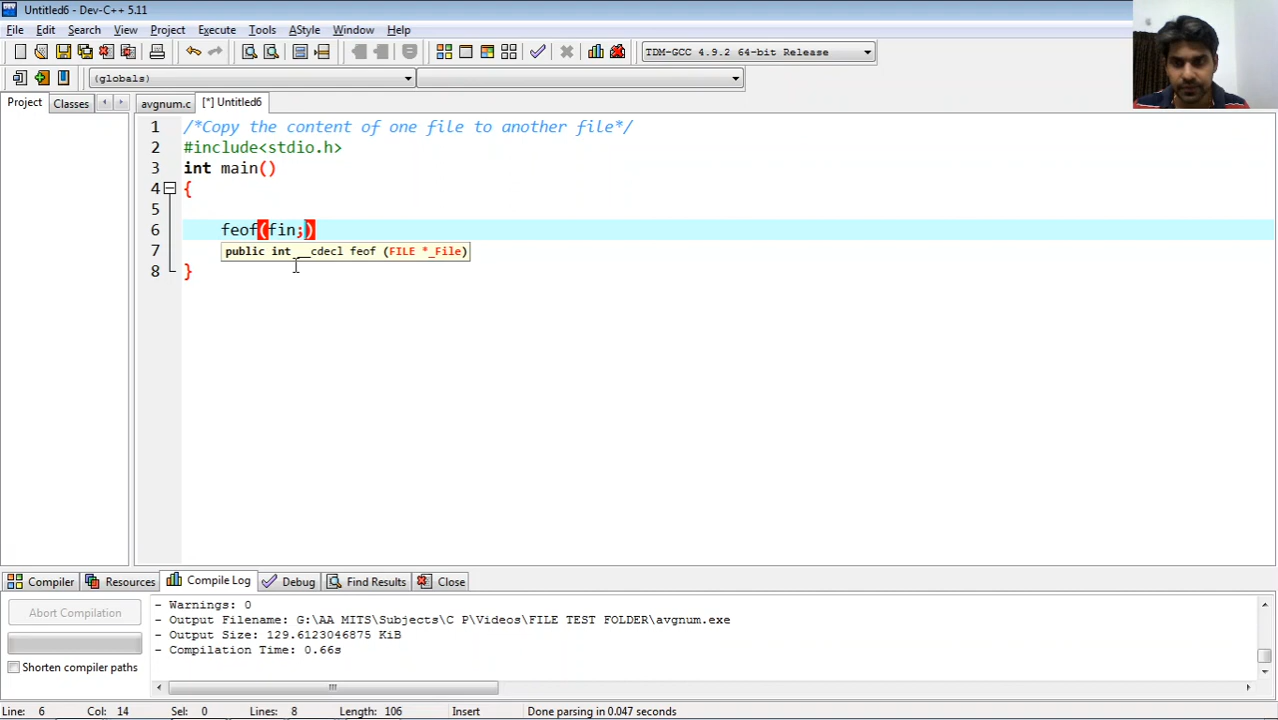 Untitled6 - Dev-C++ 5.11
File Edit Search View Project Execute Tools AStyle Window Help
TDM-GCC 4.9.2 64-bit Release
(globals)
Project Classes avgnum.c [*] Untitled6
1 /*Copy the content of one file to another file*/
2 #include<stdio.h>
3 int main()
4 {
5
6 feof(fin;)
7 public int __cdecl feof (FILE *_File)
8 }
Compiler Resources Compile Log Debug Find Results Close
Abort Compilation
Shorten compiler paths
- Warnings: 0
- Output Filename: G:\AA MITS\Subjects\C P\Videos\FILE TEST FOLDER\avgnum.exe
- Output Size: 129.6123046875 KiB
- Compilation Time: 0.66s
Line: 6 Col: 14 Sel: 0 Lines: 8 Length: 106 Insert Done parsing in 0.047 seconds